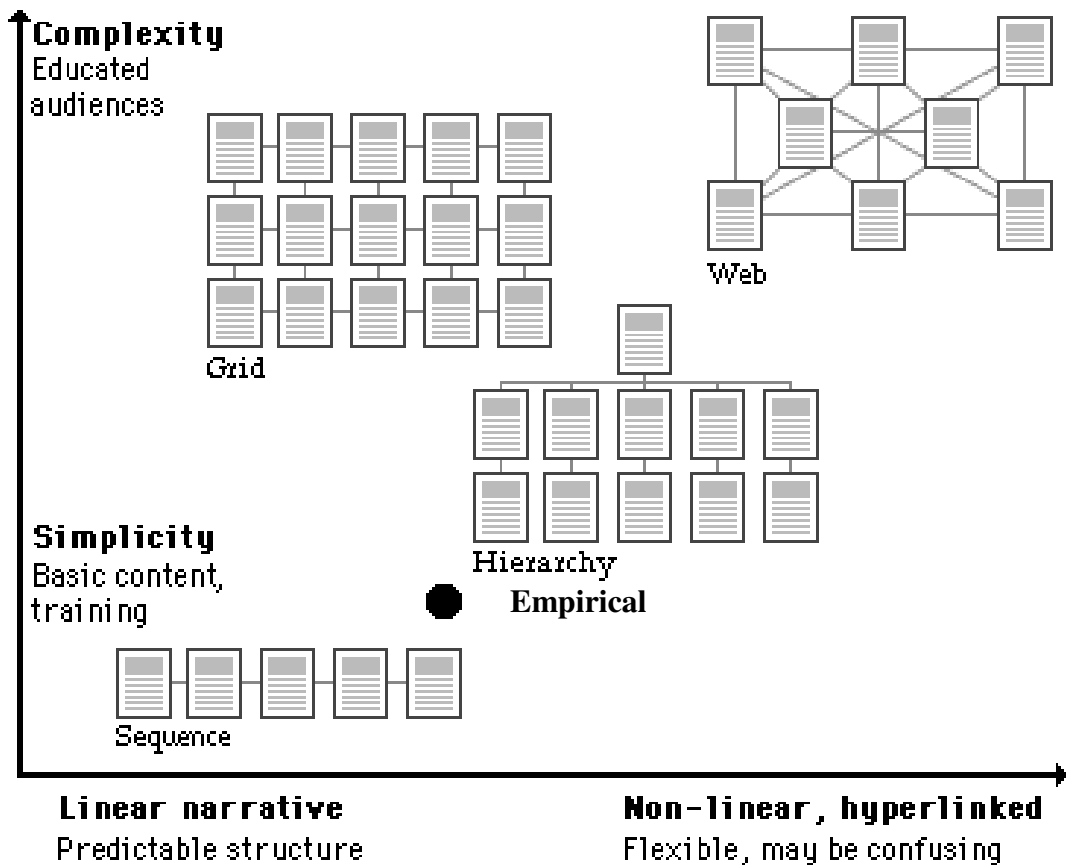 Complexity
Educated
audiences
Web
Grid
Simplicity
Basic content,
training
Hierarchy
Empirical
Sequence
Linear narrative
Predictable structure
Non-linear, hyperlinked
Flexible, may be confusing